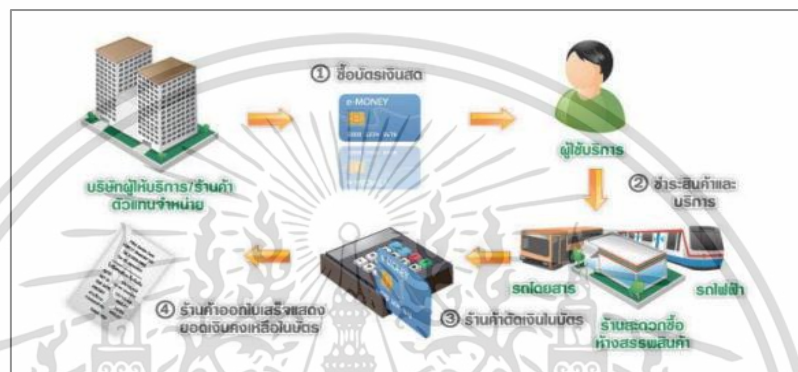 ① ซื้อบัตรเงินสด
e-MONEY
ผู้ใช้บริการ
บริษัทผู้ให้บริการ/ร้านค้า
ตัวแทนจำหน่าย
② ชำระสินค้าและ
บริการ
รถโดยสาร
รถไฟฟ้า
ร้านสะดวกซื้อ
ห้างสรรพสินค้า
③ ร้านค้าตัดเงินในบัตร
④ ร้านค้าออกใบเสร็จแสดง
ยอดเงินคงเหลือในบัตร